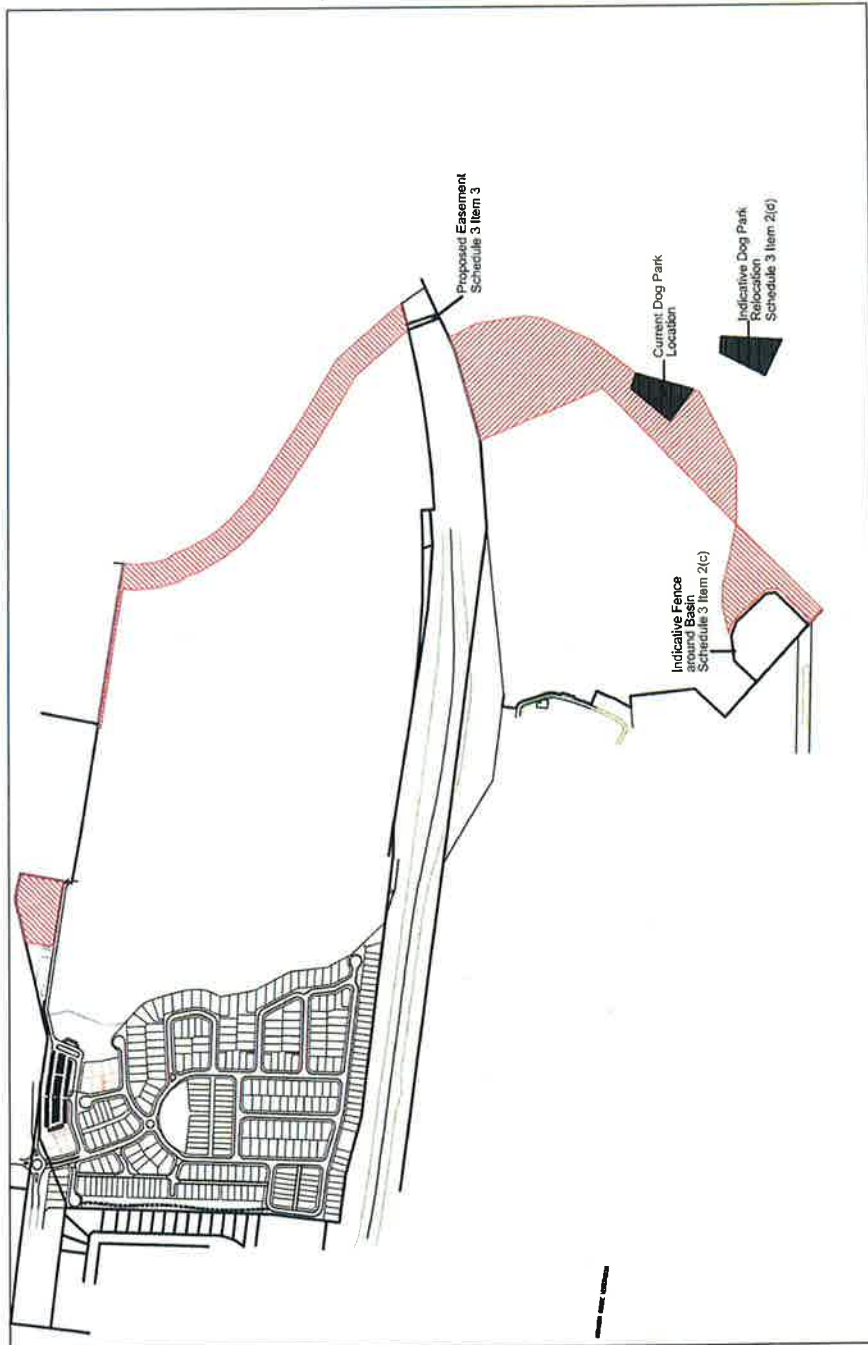 Proposed Easement
Schedule 3 Item 3
Current Dog Park
Location
Indicative Dog Park
Relocation
Schedule 3 Item 2(d)
Indicative Fence
around Basin
Schedule 3 Item 2(c)